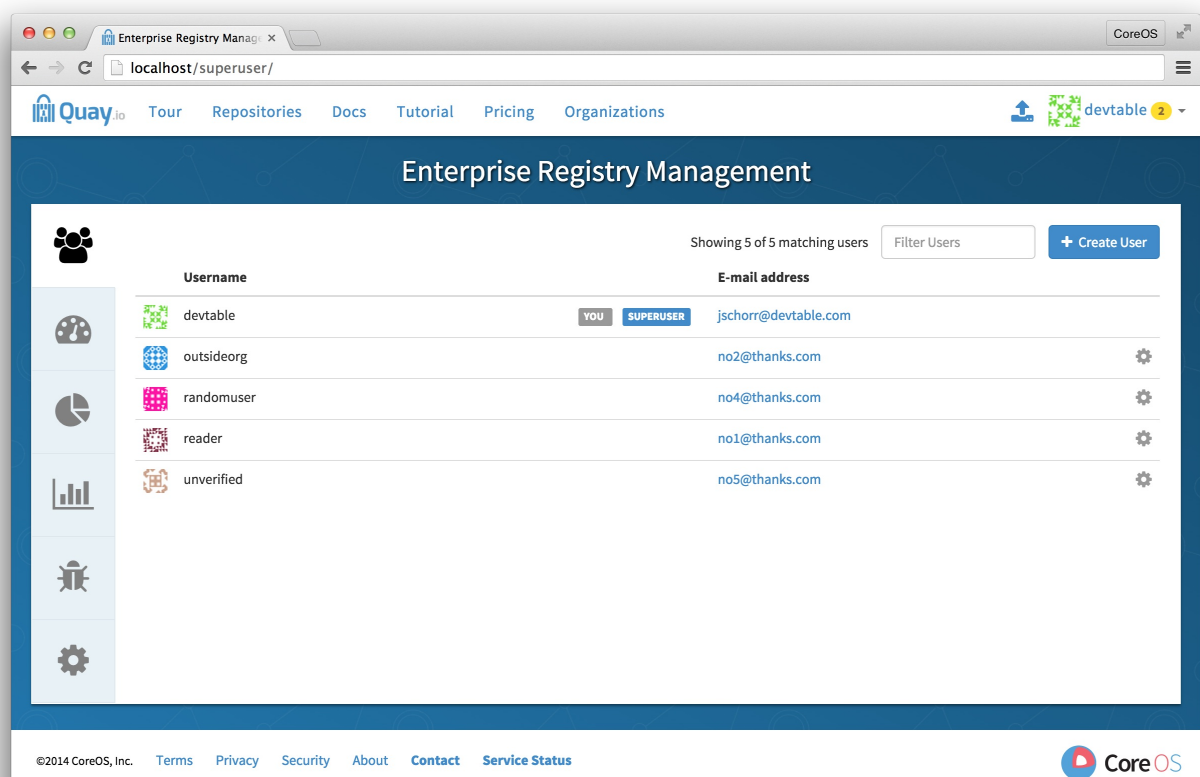 Enterprise Registry Manag
CoreOS
localhost/superuser/
Quay.io Tour Repositories Docs Tutorial Pricing Organizations devtable 2
Enterprise Registry Management
Showing 5 of 5 matching users Filter Users + Create User
Username E-mail address
devtable YOU SUPERUSER jschorr@devtable.com
outsideorg no2@thanks.com
randomuser no4@thanks.com
reader no1@thanks.com
unverified no5@thanks.com
©2014 CoreOS, Inc. Terms Privacy Security About Contact Service Status CoreOS